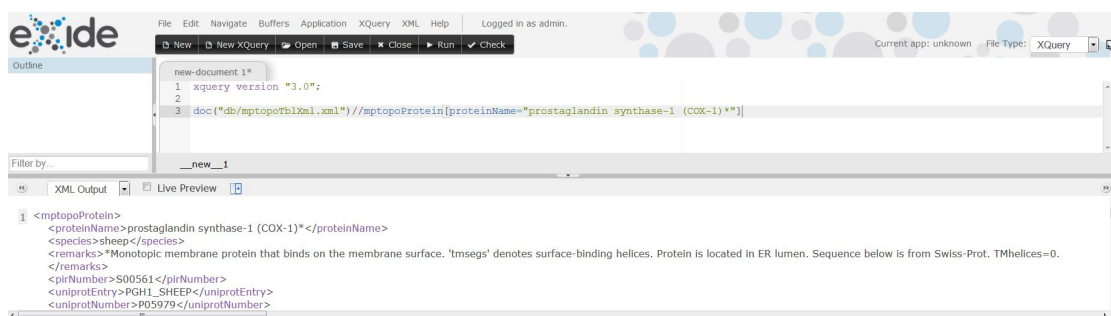 eXide
File Edit Navigate Buffers Application XQuery XML Help Logged in as admin.
New New XQuery Open Save Close Run Check
Current app: unknown File Type: XQuery
Outline
new-document 1*
1 xquery version "3.0";
2
3 doc("db/mptopoTblXml.xml")//mptopoProtein[proteinName="prostaglandin synthase-1 (COX-1)*"]
Filter by...
__new__1
XML Output Live Preview
1 <mptopoProtein>
<proteinName>prostaglandin synthase-1 (COX-1)*</proteinName>
<species>sheep</species>
<remarks>*Monotopic membrane protein that binds on the membrane surface. 'tmsegs' denotes surface-binding helices. Protein is located in ER lumen. Sequence below is from Swiss-Prot. TMhelices=0.
</remarks>
<pirNumber>S00561</pirNumber>
<uniprotEntry>PGH1_SHEEP</uniprotEntry>
<uniprotNumber>P05979</uniprotNumber>